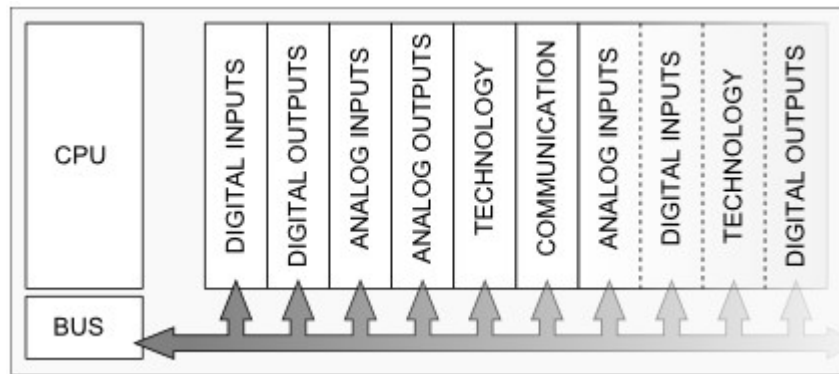 CPU
BUS
DIGITAL INPUTS
DIGITAL OUTPUTS
ANALOG INPUTS
ANALOG OUTPUTS
TECHNOLOGY
COMMUNICATION
ANALOG INPUTS
DIGITAL INPUTS
TECHNOLOGY
DIGITAL OUTPUTS